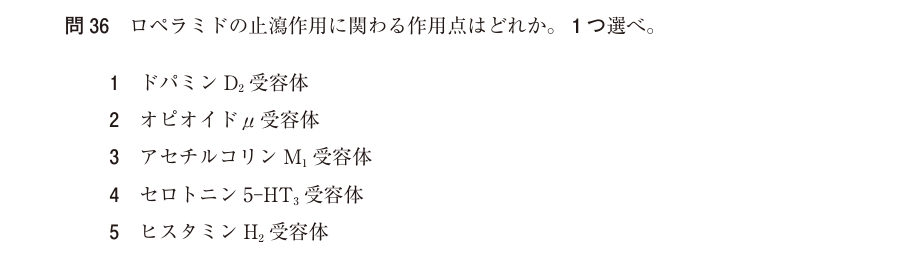 問 36　ロペラミドの止瀉作用に関わる作用点はどれか。1つ選べ。
1　ドパミン D₂ 受容体
2　オピオイド μ 受容体
3　アセチルコリン M₁ 受容体
4　セロトニン 5-HT₃ 受容体
5　ヒスタミン H₂ 受容体